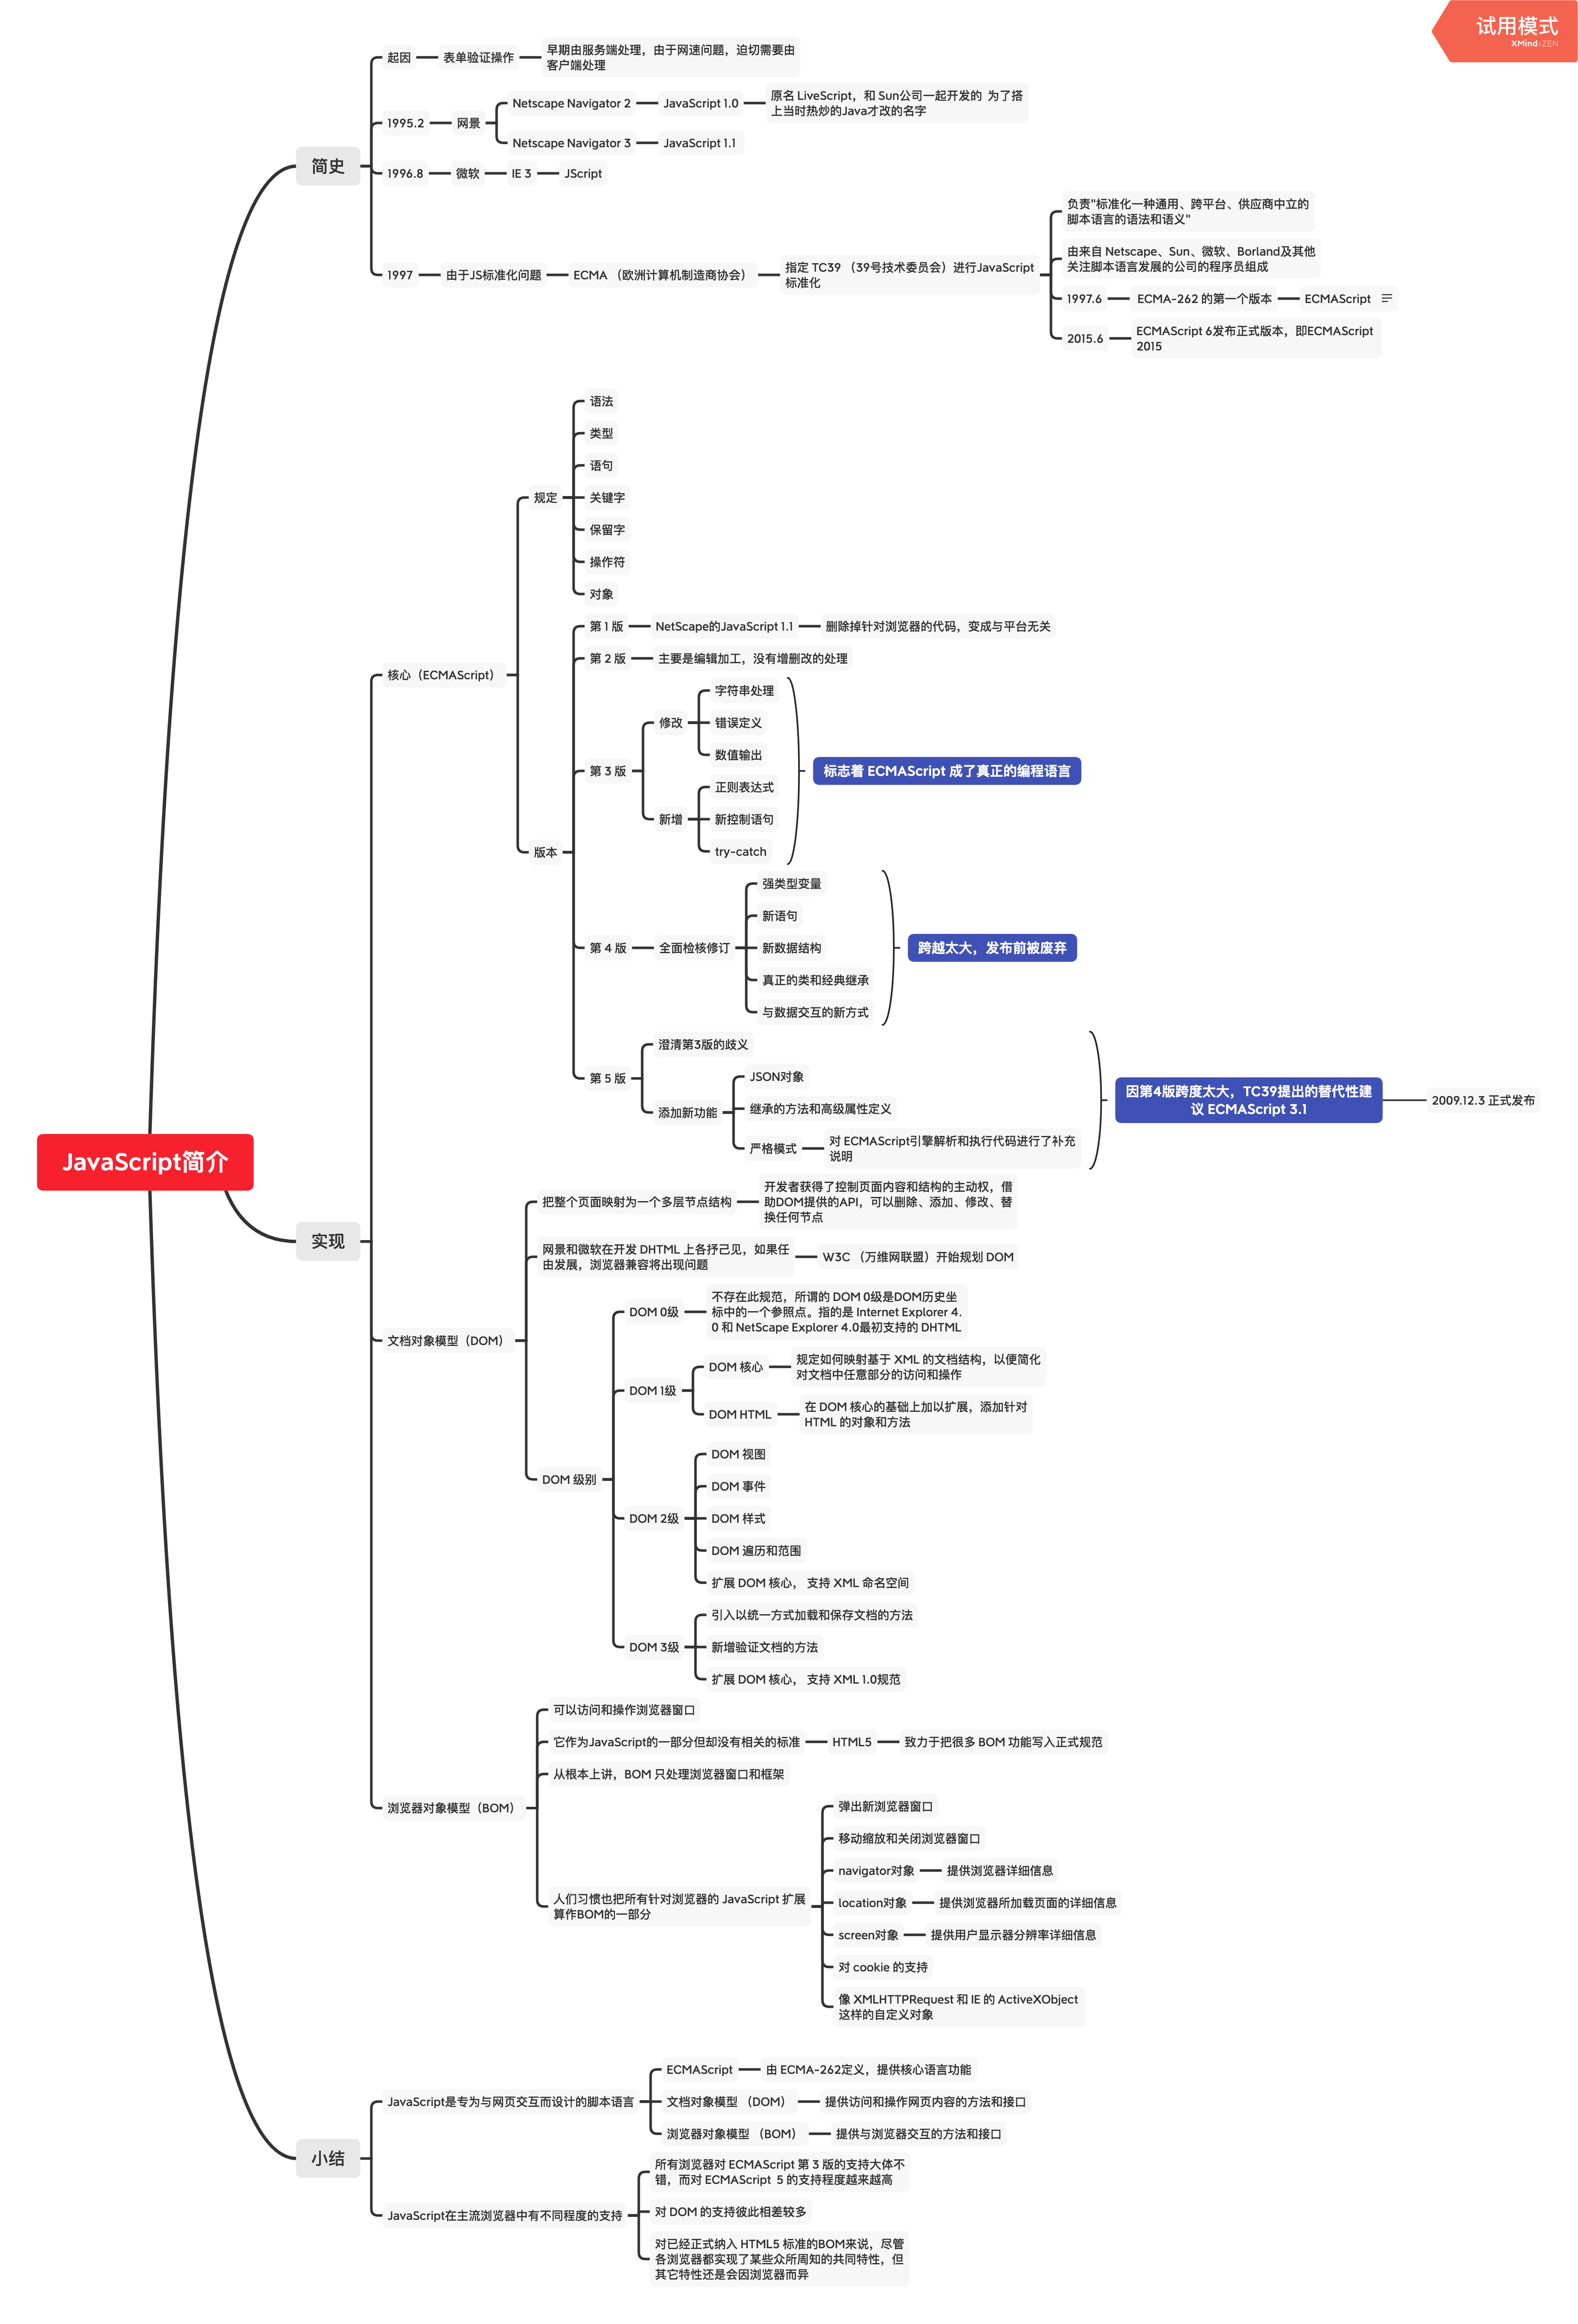 试用模式
XMind:ZEN
起因
表单验证操作
早期由服务端处理，由于网速问题，迫切需要由
客户端处理
1995.2
网景
Netscape Navigator 2
JavaScript 1.0
原名 LiveScript，和 Sun公司一起开发的 为了搭
上当时热炒的Java才改的名字
Netscape Navigator 3
JavaScript 1.1
简史
1996.8
微软
IE 3
JScript
1997
由于JS标准化问题
ECMA （欧洲计算机制造商协会）
指定 TC39 （39号技术委员会）进行JavaScript
标准化
负责"标准化一种通用、跨平台、供应商中立的
脚本语言的语法和语义"
由来自 Netscape、Sun、微软、Borland及其他
关注脚本语言发展的公司的程序员组成
1997.6
ECMA-262 的第一个版本
ECMAScript
2015.6
ECMAScript 6发布正式版本，即ECMAScript
2015
核心（ECMAScript）
规定
语法
类型
语句
关键字
保留字
操作符
对象
版本
第 1 版
NetScape的JavaScript 1.1
删除掉针对浏览器的代码，变成与平台无关
第 2 版
主要是编辑加工，没有增删改的处理
第 3 版
修改
字符串处理
错误定义
数值输出
新增
正则表达式
新控制语句
try-catch
标志着 ECMAScript 成了真正的编程语言
第 4 版
全面检核修订
强类型变量
新语句
新数据结构
真正的类和经典继承
与数据交互的新方式
跨越太大，发布前被废弃
第 5 版
澄清第3版的歧义
添加新功能
JSON对象
继承的方法和高级属性定义
严格模式
对 ECMAScript引擎解析和执行代码进行了补充
说明
因第4版跨度太大，TC39提出的替代性建
议 ECMAScript 3.1
2009.12.3 正式发布
JavaScript简介
实现
文档对象模型（DOM）
把整个页面映射为一个多层节点结构
开发者获得了控制页面内容和结构的主动权，借
助DOM提供的API，可以删除、添加、修改、替
换任何节点
网景和微软在开发 DHTML 上各抒己见，如果任
由发展，浏览器兼容将出现问题
W3C （万维网联盟）开始规划 DOM
DOM 级别
DOM 0级
不存在此规范，所谓的 DOM 0级是DOM历史坐
标中的一个参照点。指的是 Internet Explorer 4.
0 和 NetScape Explorer 4.0最初支持的 DHTML
DOM 1级
DOM 核心
规定如何映射基于 XML 的文档结构，以便简化
对文档中任意部分的访问和操作
DOM HTML
在 DOM 核心的基础上加以扩展，添加针对
HTML 的对象和方法
DOM 2级
DOM 视图
DOM 事件
DOM 样式
DOM 遍历和范围
扩展 DOM 核心， 支持 XML 命名空间
DOM 3级
引入以统一方式加载和保存文档的方法
新增验证文档的方法
扩展 DOM 核心， 支持 XML 1.0规范
浏览器对象模型（BOM）
可以访问和操作浏览器窗口
它作为JavaScript的一部分但却没有相关的标准
HTML5
致力于把很多 BOM 功能写入正式规范
从根本上讲，BOM 只处理浏览器窗口和框架
人们习惯也把所有针对浏览器的 JavaScript 扩展
算作BOM的一部分
弹出新浏览器窗口
移动缩放和关闭浏览器窗口
navigator对象
提供浏览器详细信息
location对象
提供浏览器所加载页面的详细信息
screen对象
提供用户显示器分辨率详细信息
对 cookie 的支持
像 XMLHTTPRequest 和 IE 的 ActiveXObject
这样的自定义对象
小结
JavaScript是专为与网页交互而设计的脚本语言
ECMAScript
由 ECMA-262定义，提供核心语言功能
文档对象模型 （DOM）
提供访问和操作网页内容的方法和接口
浏览器对象模型 （BOM）
提供与浏览器交互的方法和接口
JavaScript在主流浏览器中有不同程度的支持
所有浏览器对 ECMAScript 第 3 版的支持大体不
错，而对 ECMAScript 5 的支持程度越来越高
对 DOM 的支持彼此相差较多
对已经正式纳入 HTML5 标准的BOM来说，尽管
各浏览器都实现了某些众所周知的共同特性，但
其它特性还是会因浏览器而异